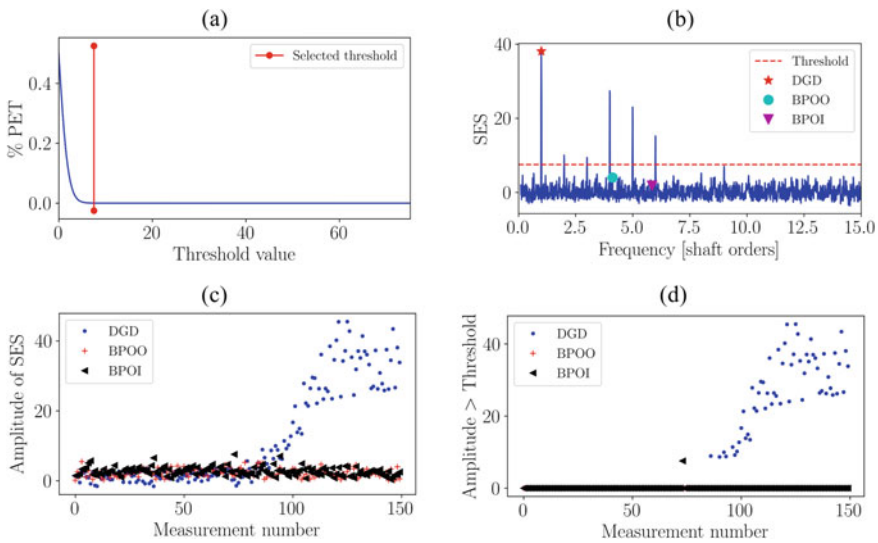 (a)
% PET
0.4
0.2
0.0
Selected threshold
0
20
40
60
Threshold value
(b)
SES
40
20
0
Threshold
DGD
BPOO
BPOI
0.0
2.5
5.0
7.5
10.0
12.5
15.0
Frequency [shaft orders]
(c)
Amplitude of SES
40
20
0
DGD
BPOO
BPOI
0
50
100
150
Measurement number
(d)
Amplitude > Threshold
40
20
0
DGD
BPOO
BPOI
0
50
100
150
Measurement number